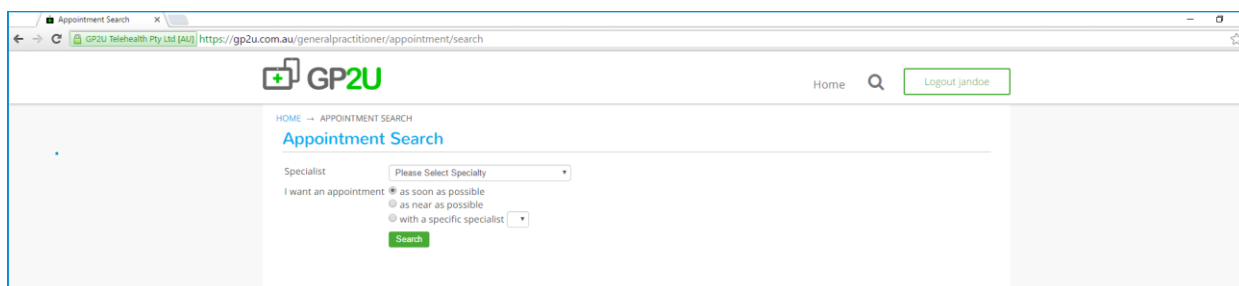 Appointment Search
GP2U Telehealth Pty Ltd [AU] https://gp2u.com.au/generalpractitioner/appointment/search
GP2U
Home
Logout jandoe
HOME → APPOINTMENT SEARCH
Appointment Search
Specialist Please Select Specialty
I want an appointment as soon as possible
as near as possible
with a specific specialist
Search